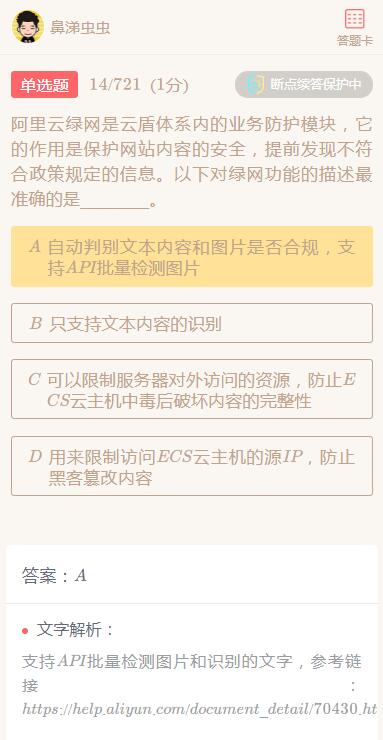 鼻涕虫虫
答题卡
单选题 14/721 (1分)
断点续答保护中
阿里云绿网是云盾体系内的业务防护模块，它
的作用是保护网站内容的安全，提前发现不符
合政策规定的信息。以下对绿网功能的描述最
准确的是________。
A 自动判别文本内容和图片是否合规，支
持API批量检测图片
B 只支持文本内容的识别
C 可以限制服务器对外访问的资源，防止E
CS云主机中毒后破坏内容的完整性
D 用来限制访问ECS云主机的源IP，防止
黑客篡改内容
答案：A
文字解析：
支持API批量检测图片和识别的文字，参考链
接：
https://help.aliyun.com/document_detail/70430.ht